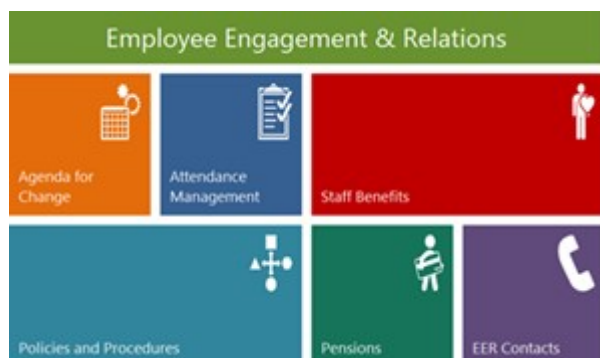 Employee Engagement & Relations
Agenda for
Change
Attendance
Management
Staff Benefits
Policies and Procedures
Pensions
EER Contacts